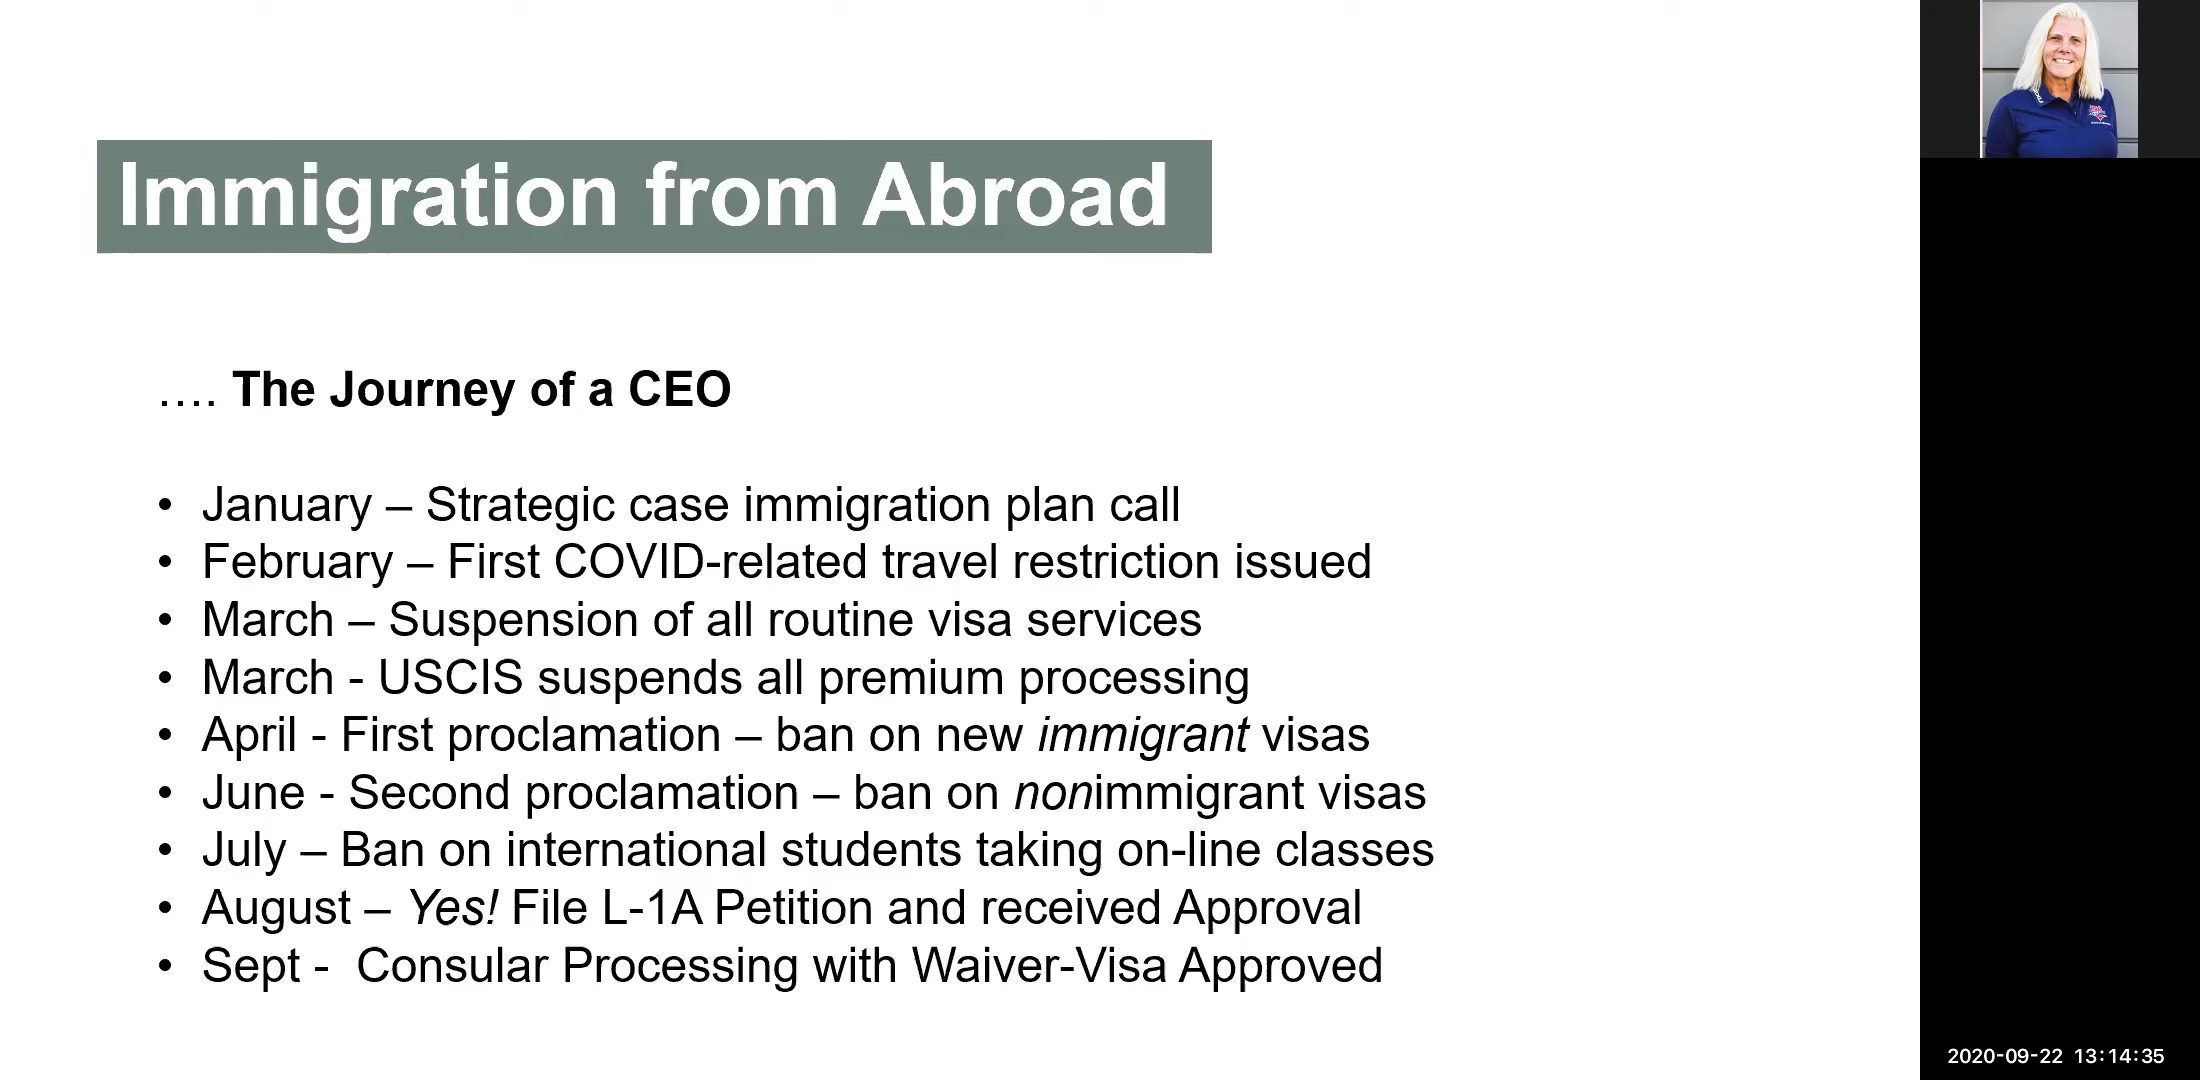 Immigration from Abroad
…. The Journey of a CEO
• January – Strategic case immigration plan call
• February – First COVID-related travel restriction issued
• March – Suspension of all routine visa services
• March - USCIS suspends all premium processing
• April - First proclamation – ban on new immigrant visas
• June - Second proclamation – ban on nonimmigrant visas
• July – Ban on international students taking on-line classes
• August – Yes! File L-1A Petition and received Approval
• Sept -  Consular Processing with Waiver-Visa Approved
2020-09-22 13:14:35